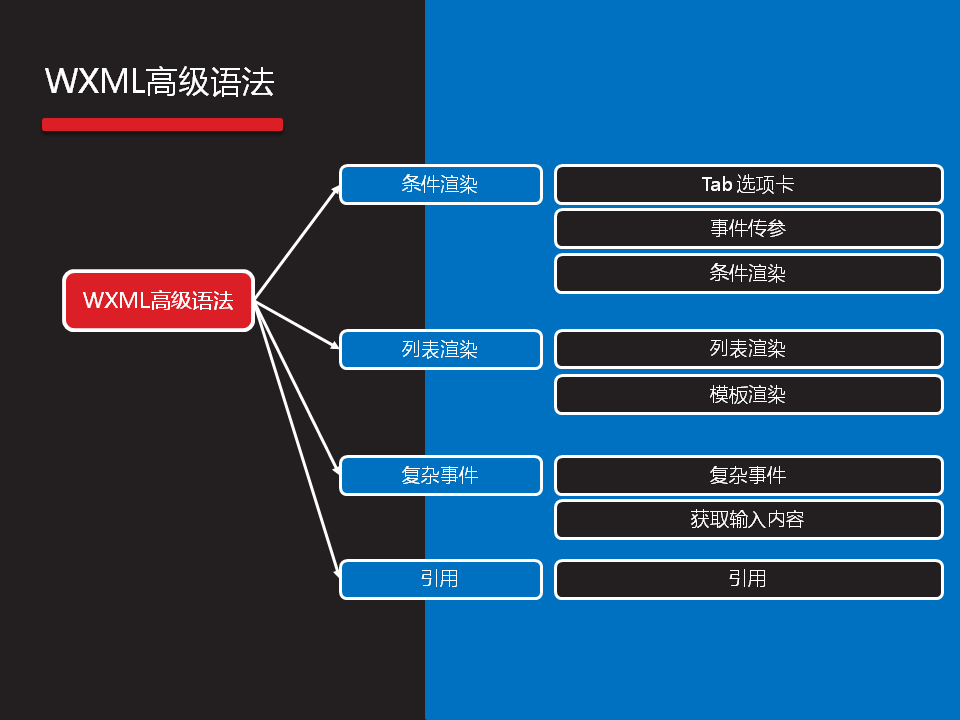 WXML高级语法
条件渲染
Tab 选项卡
事件传参
条件渲染
WXML高级语法
列表渲染
列表渲染
模板渲染
复杂事件
复杂事件
获取输入内容
引用
引用